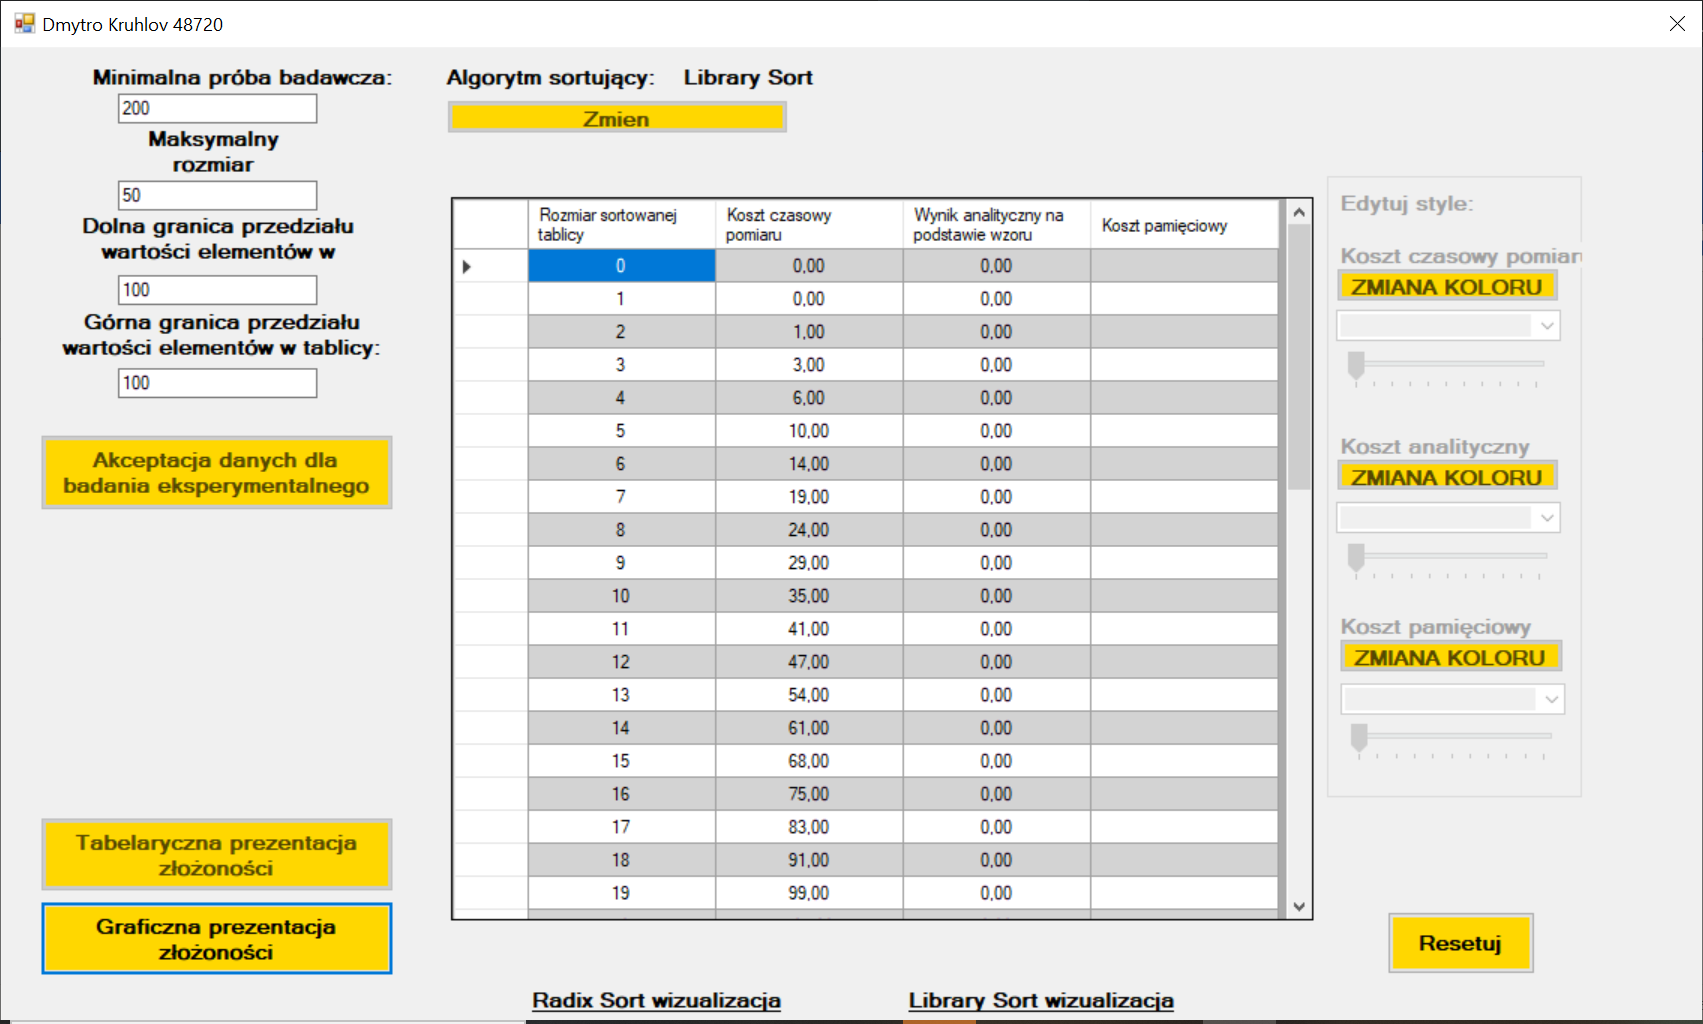 Dmytro Kruhlov 48720
Minimalna próba badawcza:
200
Maksymalny
rozmiar
50
Dolna granica przedziału
wartości elementów w
100
Górna granica przedziału
wartości elementów w tablicy:
100
Akceptacja danych dla
badania eksperymentalnego
Tabelaryczna prezentacja
złożoności
Graficzna prezentacja
złożoności
Algorytm sortujący: Library Sort
Zmien
Rozmiar sortowanej tablicy Koszt czasowy pomiaru Wynik analityczny na podstawie wzoru Koszt pamięciowy
0 0,00 0,00
1 0,00 0,00
2 1,00 0,00
3 3,00 0,00
4 6,00 0,00
5 10,00 0,00
6 14,00 0,00
7 19,00 0,00
8 24,00 0,00
9 29,00 0,00
10 35,00 0,00
11 41,00 0,00
12 47,00 0,00
13 54,00 0,00
14 61,00 0,00
15 68,00 0,00
16 75,00 0,00
17 83,00 0,00
18 91,00 0,00
19 99,00 0,00
Radix Sort wizualizacja
Library Sort wizualizacja
Edytuj style:
Koszt czasowy
ZMIANA KOLORU
Koszt analityczny
ZMIANA KOLORU
Koszt pamięciowy
ZMIANA KOLORU
Resetuj